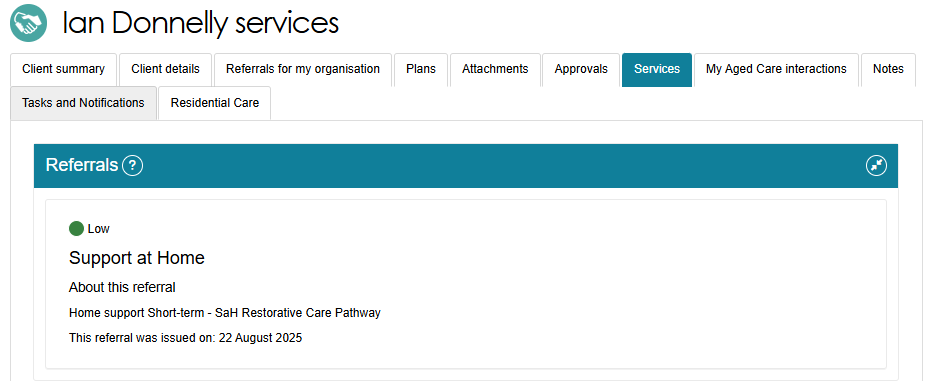 Ian Donnelly services
Client summary
Client details
Referrals for my organisation
Plans
Attachments
Approvals
Services
My Aged Care interactions
Notes
Tasks and Notifications
Residential Care
Referrals ?
Low
Support at Home
About this referral
Home support Short-term - SaH Restorative Care Pathway
This referral was issued on: 22 August 2025